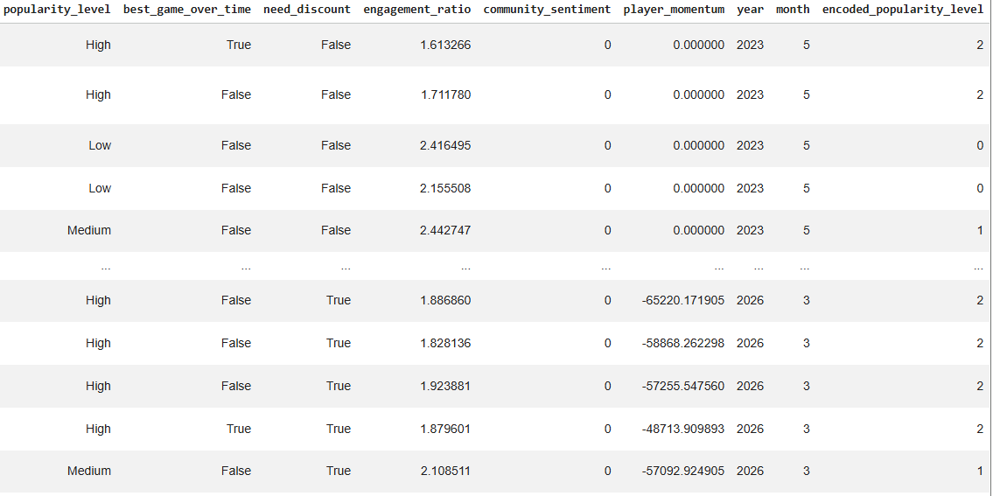 popularity_level best_game_over_time need_discount engagement_ratio community_sentiment player_momentum year month encoded_popularity_level
High True False 1.613266 0 0.000000 2023 5 2
High False False 1.711780 0 0.000000 2023 5 2
Low False False 2.416495 0 0.000000 2023 5 0
Low False False 2.155508 0 0.000000 2023 5 0
Medium False False 2.442747 0 0.000000 2023 5 1
... ... ... ... ... ... ... ... ...
High False True 1.886860 0 -65220.171905 2026 3 2
High False True 1.828136 0 -58868.262298 2026 3 2
High False True 1.923881 0 -57255.547560 2026 3 2
High True True 1.879601 0 -48713.909893 2026 3 2
Medium False True 2.108511 0 -57092.924905 2026 3 1